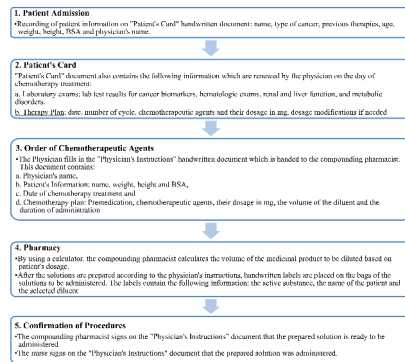 1. Patient Admission
•Recording of patient information on "Patient's Card" handwritten document: name, type of cancer, previous therapies, age,
weight, height, BSA and physician's name.
2. Patient's Card
"Patient's Card" document also contains the following information which are renewed by the physician on the day of
chemotherapy treatment:
a. Laboratory exams: lab test results for cancer biomarkers, hematologic exams, renal and liver function, and metabolic
disorders.
b. Therapy Plan: date, number of cycle, chemotherapeutic agents and their dosage in mg, dosage modifications if needed
3. Order of Chemotherapeutic Agents
•The Physician fills in the "Physician's Instructions" handwritten document which is handed to the compounding pharmacist.
This document contains:
a. Physician's name,
b. Patient's Information: name, weight, height and BSA,
c. Date of chemotherapy treatment and
d. Chemotherapy plan: Premedication, chemotherapeutic agents, their dosage in mg, the volume of the diluent and the
duration of administration
4. Pharmacy
•By using a calculator, the compounding pharmacist calculates the volume of the medicinal product to be diluted based on
patient's dosage.
•After the solutions are prepared according to the physician's instructions, handwritten labels are placed on the bags of the
solutions to be administered. The labels contain the following information: the active substance, the name of the patient and
the selected diluent
5. Confirmation of Procedures
•The compounding pharmacist signs on the "Physician's Instructions" document that the prepared solution is ready to be
administered
•The nurse signs on the "Physician's Instructions" document that the prepared solution was administered.